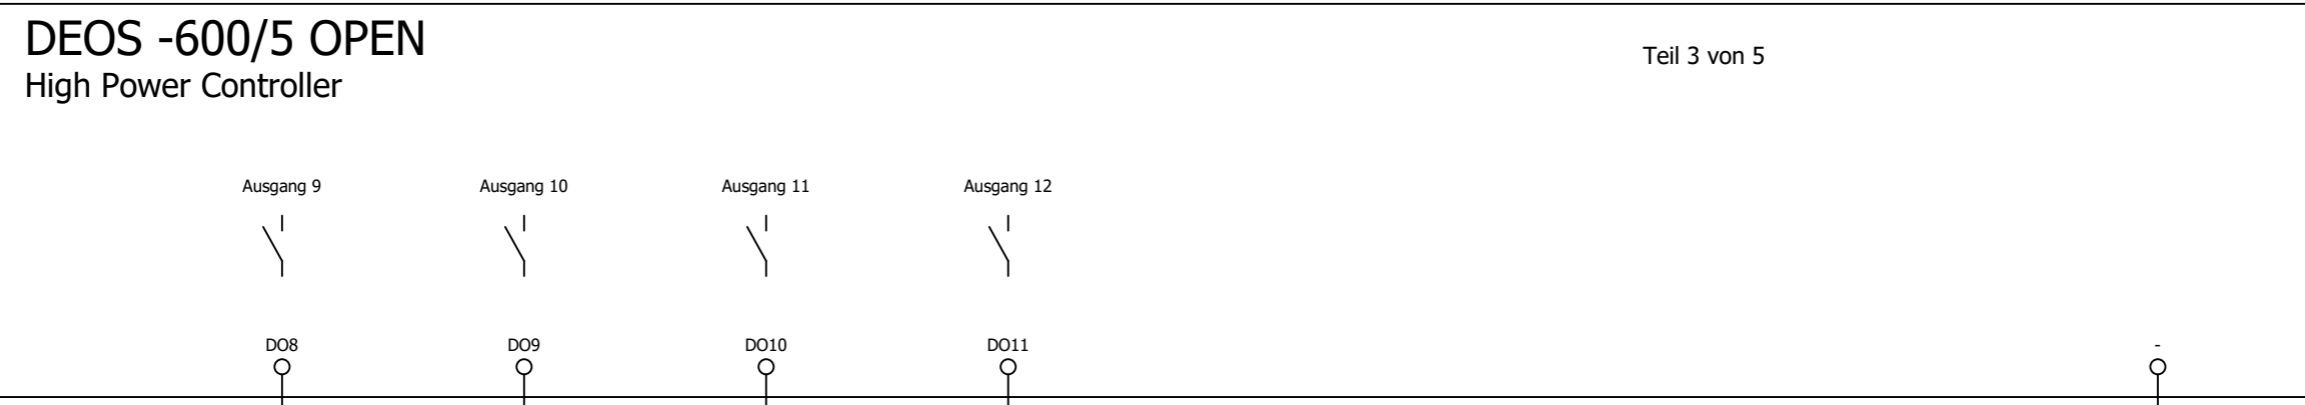 DEOS -600/5 OPEN
High Power Controller
Teil 3 von 5
Ausgang 9
Ausgang 10
Ausgang 11
Ausgang 12
DO8
DO9
DO10
DO11
-